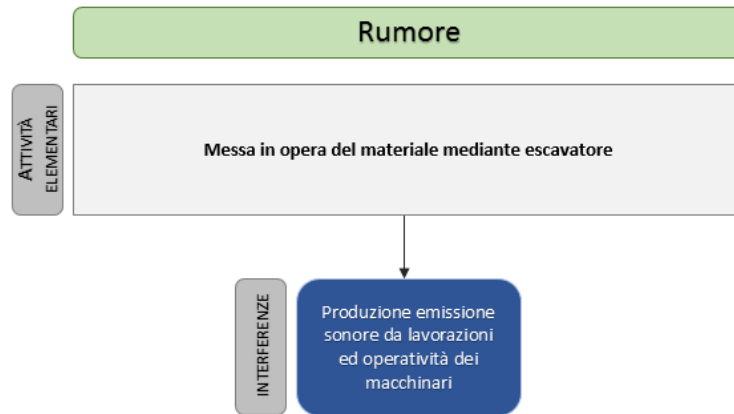 Rumore
ATTIVITÀ
ELEMENTARI
Messa in opera del materiale mediante escavatore
INTERFERENZE
Produzione emissione
sonore da lavorazioni
ed operatività dei
macchinari